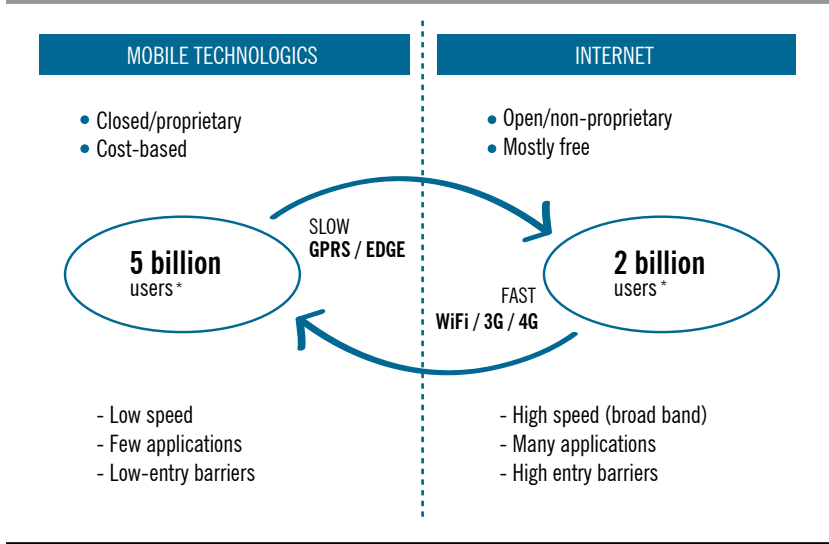 MOBILE TECHNOLOGICS
• Closed/proprietary
• Cost-based
5 billion
users*
- Low speed
- Few applications
- Low-entry barriers
SLOW
GPRS / EDGE
FAST
WiFi / 3G / 4G
INTERNET
• Open/non-proprietary
• Mostly free
2 billion
users*
- High speed (broad band)
- Many applications
- High entry barriers